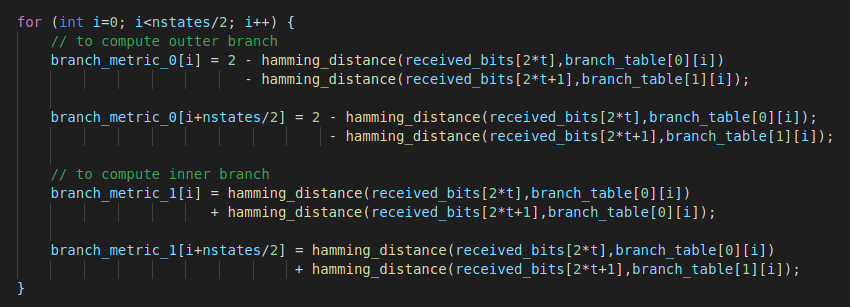 for (int i=0; i<nstates/2; i++) {
// to compute outter branch
branch_metric_0[i] = 2 - hamming_distance(received_bits[2*t],branch_table[0][i])
- hamming_distance(received_bits[2*t+1],branch_table[1][i]);
branch_metric_0[i+nstates/2] = 2 - hamming_distance(received_bits[2*t],branch_table[0][i]);
- hamming_distance(received_bits[2*t+1],branch_table[1][i]);
// to compute inner branch
branch_metric_1[i] = hamming_distance(received_bits[2*t],branch_table[0][i])
+ hamming_distance(received_bits[2*t+1],branch_table[0][i]);
branch_metric_1[i+nstates/2] = hamming_distance(received_bits[2*t],branch_table[0][i])
+ hamming_distance(received_bits[2*t+1],branch_table[1][i]);
}